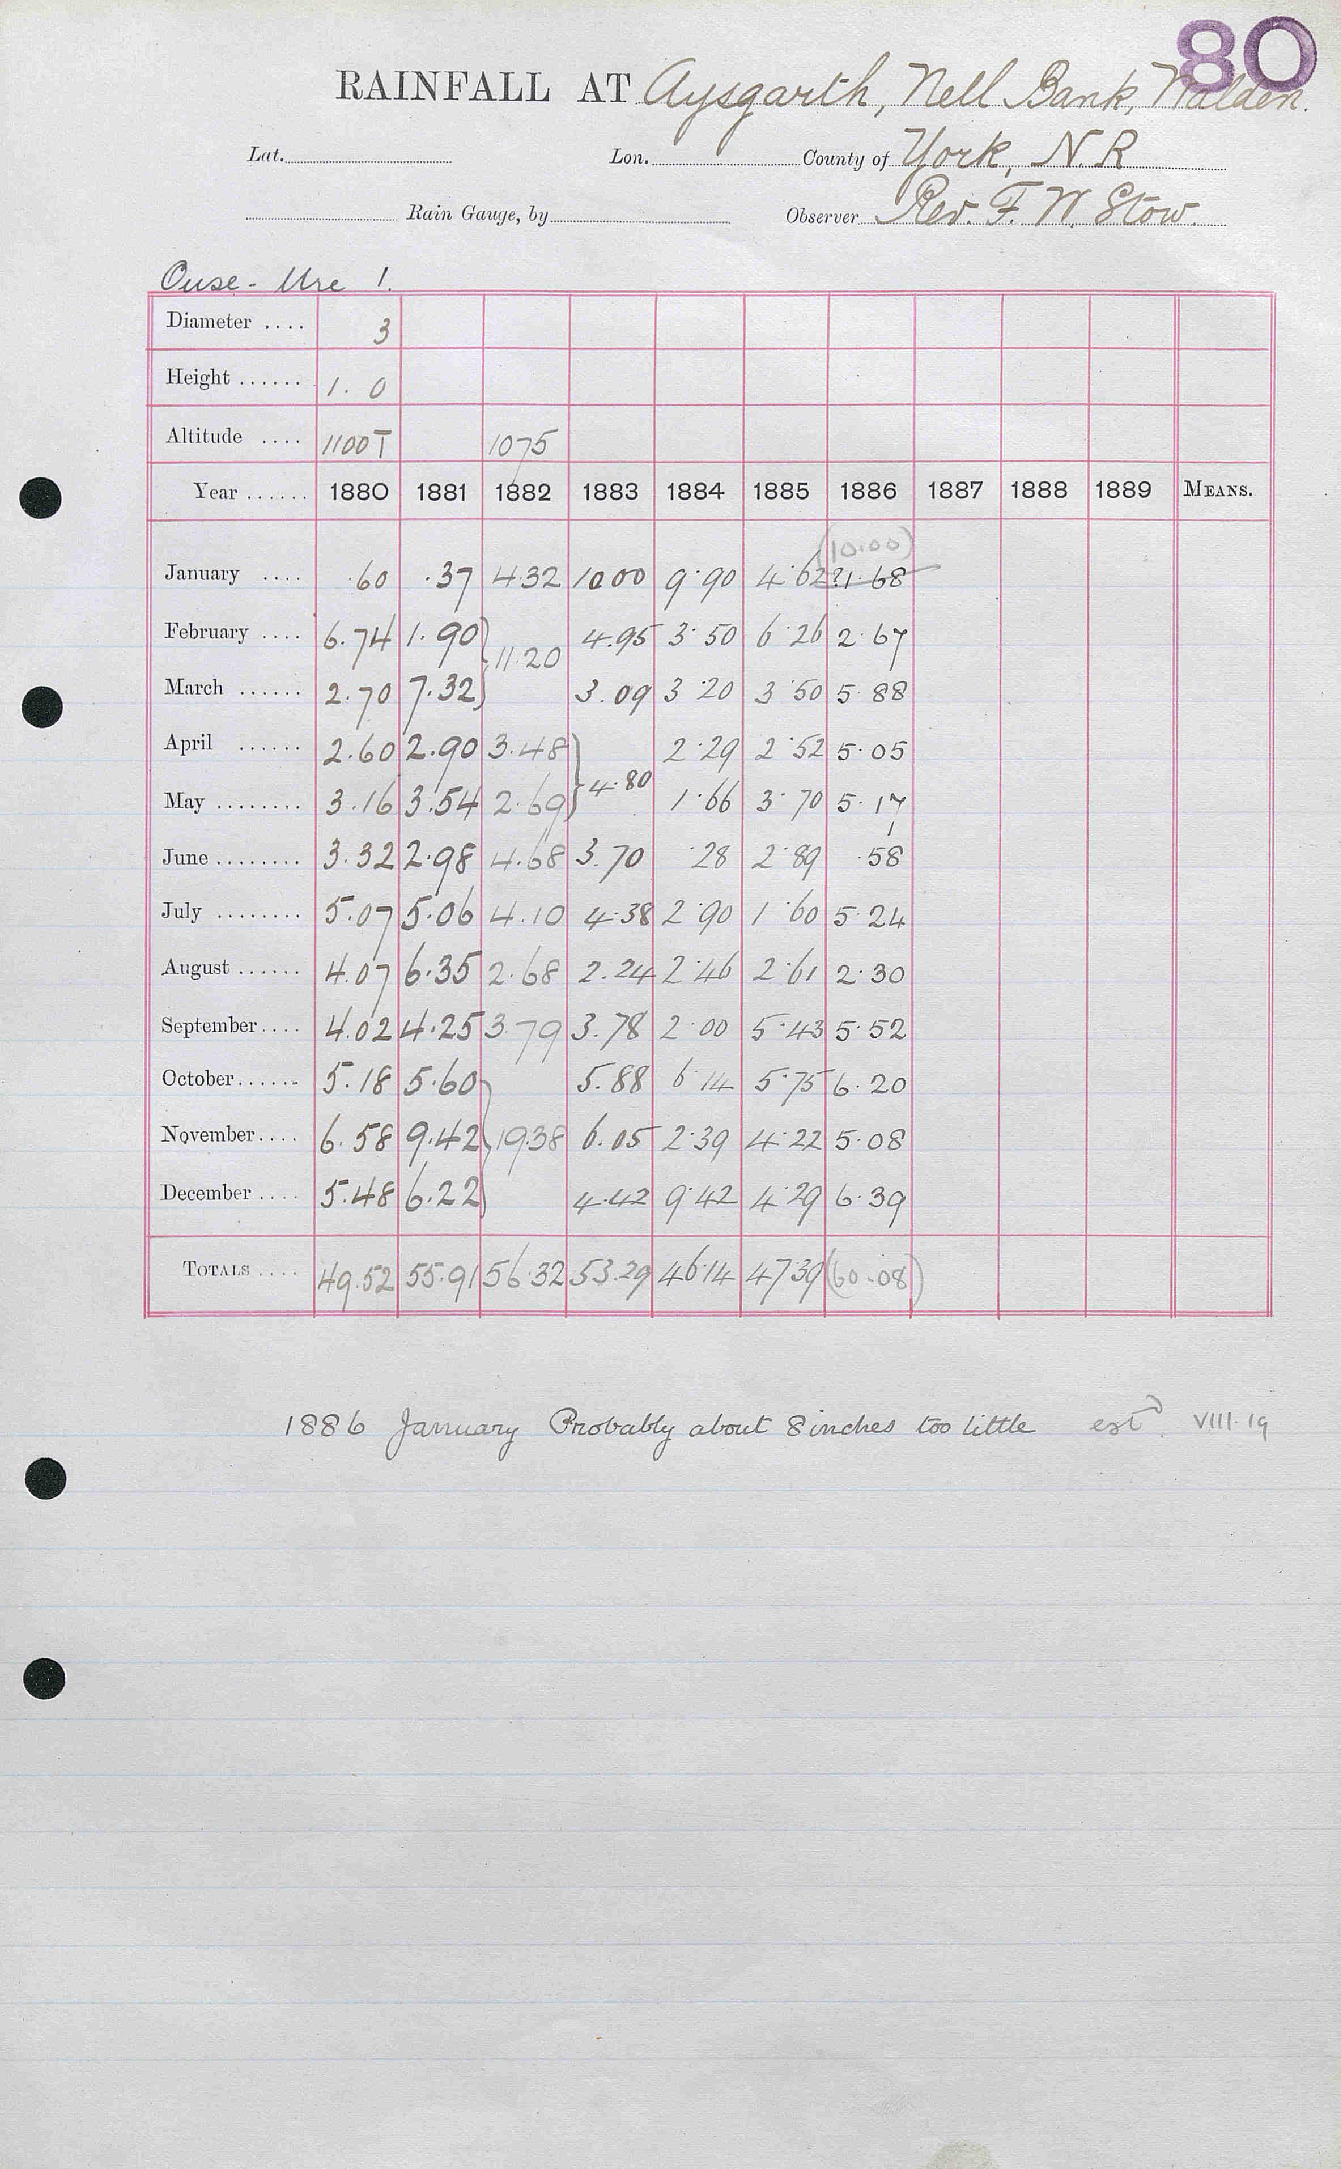 80
RAINFALL AT Aysgarth, Nell Bank, Walden.
Lat. Lon. County of York, N.R
Rain Gauge, by Observer Rev. F. W. Stow.
Ouse - Ure 1.
Diameter .... 3
Height ...... 1. 0
Altitude .... 1100 T 1075
Year ...... 1880 1881 1882 1883 1884 1885 1886 1887 1888 1889 MEANS.
(10.00)
January .... .60 .37 4.32 10.00 9.90 4.62 ?1.68
February .... 6.74 1.90 } 11.20 4.95 3.50 6.26 2.67
March ...... 2.70 7.32 3.09 3.20 3.50 5.88
April ...... 2.60 2.90 3.48 } 4.80 2.29 2.52 5.05
May ........ 3.16 3.54 2.69 1.66 3.70 5.17
June ........ 3.32 2.98 4.68 3.70 .28 2.89 .58
July ........ 5.07 5.06 4.10 4.38 2.90 1.60 5.24
August ...... 4.07 6.35 2.68 2.24 2.46 2.61 2.30
September .... 4.02 4.25 3.79 3.78 2.00 5.43 5.52
October ...... 5.18 5.60 5.88 6.14 5.75 6.20
November .... 6.58 9.42 } 19.38 6.05 2.39 4.22 5.08
December .... 5.48 6.22 4.42 9.42 4.29 6.39
TOTALS .... 49.52 55.91 56.32 53.29 46.14 47.39 (60.08)
1886 January Probably about 8 inches too little estd. VIII.19